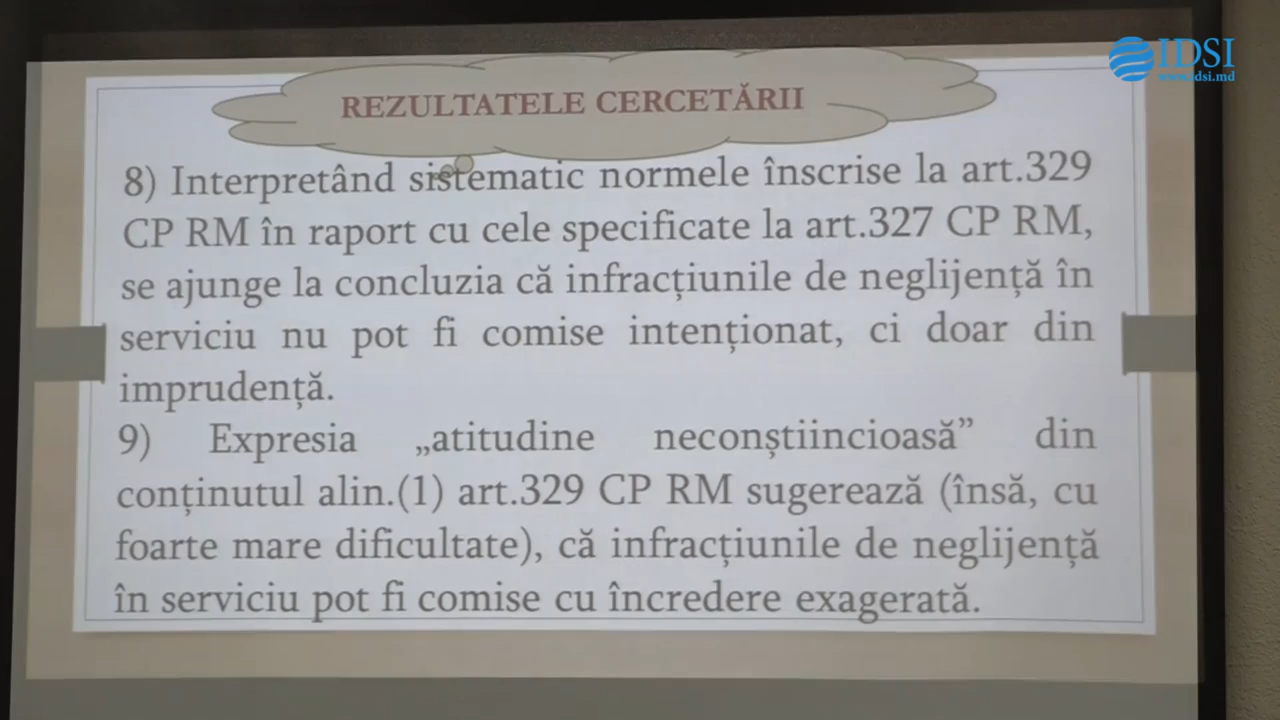 IDSI
www.idsi.md
REZULTATELE CERCETĂRII
8) Interpretând sistematic normele înscrise la art.329
CP RM în raport cu cele specificate la art.327 CP RM,
se ajunge la concluzia că infracțiunile de neglijență în
serviciu nu pot fi comise intenționat, ci doar din
imprudență.
9) Expresia „atitudine neconștiincioasă” din
conținutul alin.(1) art.329 CP RM sugerează (însă, cu
foarte mare dificultate), că infracțiunile de neglijență
în serviciu pot fi comise cu încredere exagerată.